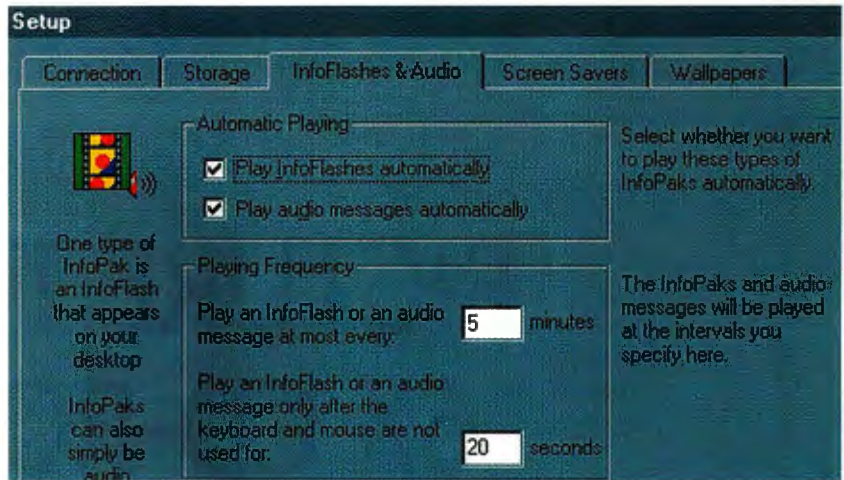 Setup
Connection
Storage
InfoFlashes & Audio
Screen Savers
Wallpapers
One type of
InfoPak is
an InfoFlash
that appears
on your
desktop
InfoPaks
can also
simply be
audio
Automatic Playing
Play InfoFlashes automatically
Play audio messages automatically
Select whether you want
to play these types of
InfoPaks automatically.
Playing Frequency
Play an InfoFlash or an audio
message at most every:
5 minutes
Play an InfoFlash or an audio
message only after the
keyboard and mouse are not
used for:
20 seconds
The InfoPaks and audio
messages will be played
at the intervals you
specify here.